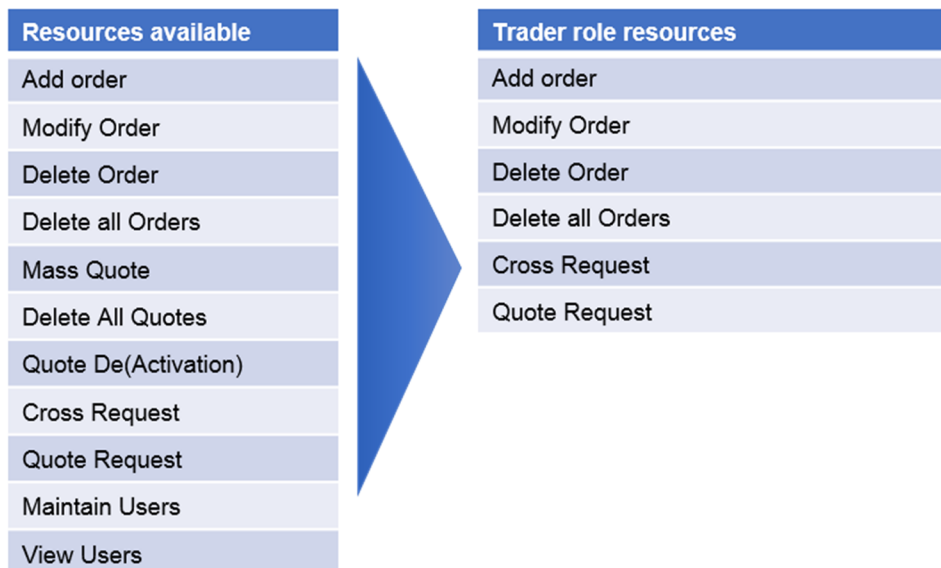 Resources available
Add order
Modify Order
Delete Order
Delete all Orders
Mass Quote
Delete All Quotes
Quote De(Activation)
Cross Request
Quote Request
Maintain Users
View Users
Trader role resources
Add order
Modify Order
Delete Order
Delete all Orders
Cross Request
Quote Request